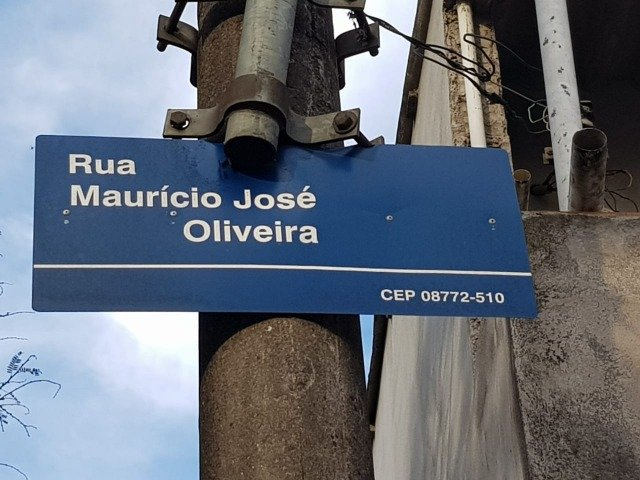 Rua
Maurício José
Oliveira
CEP 08772-510